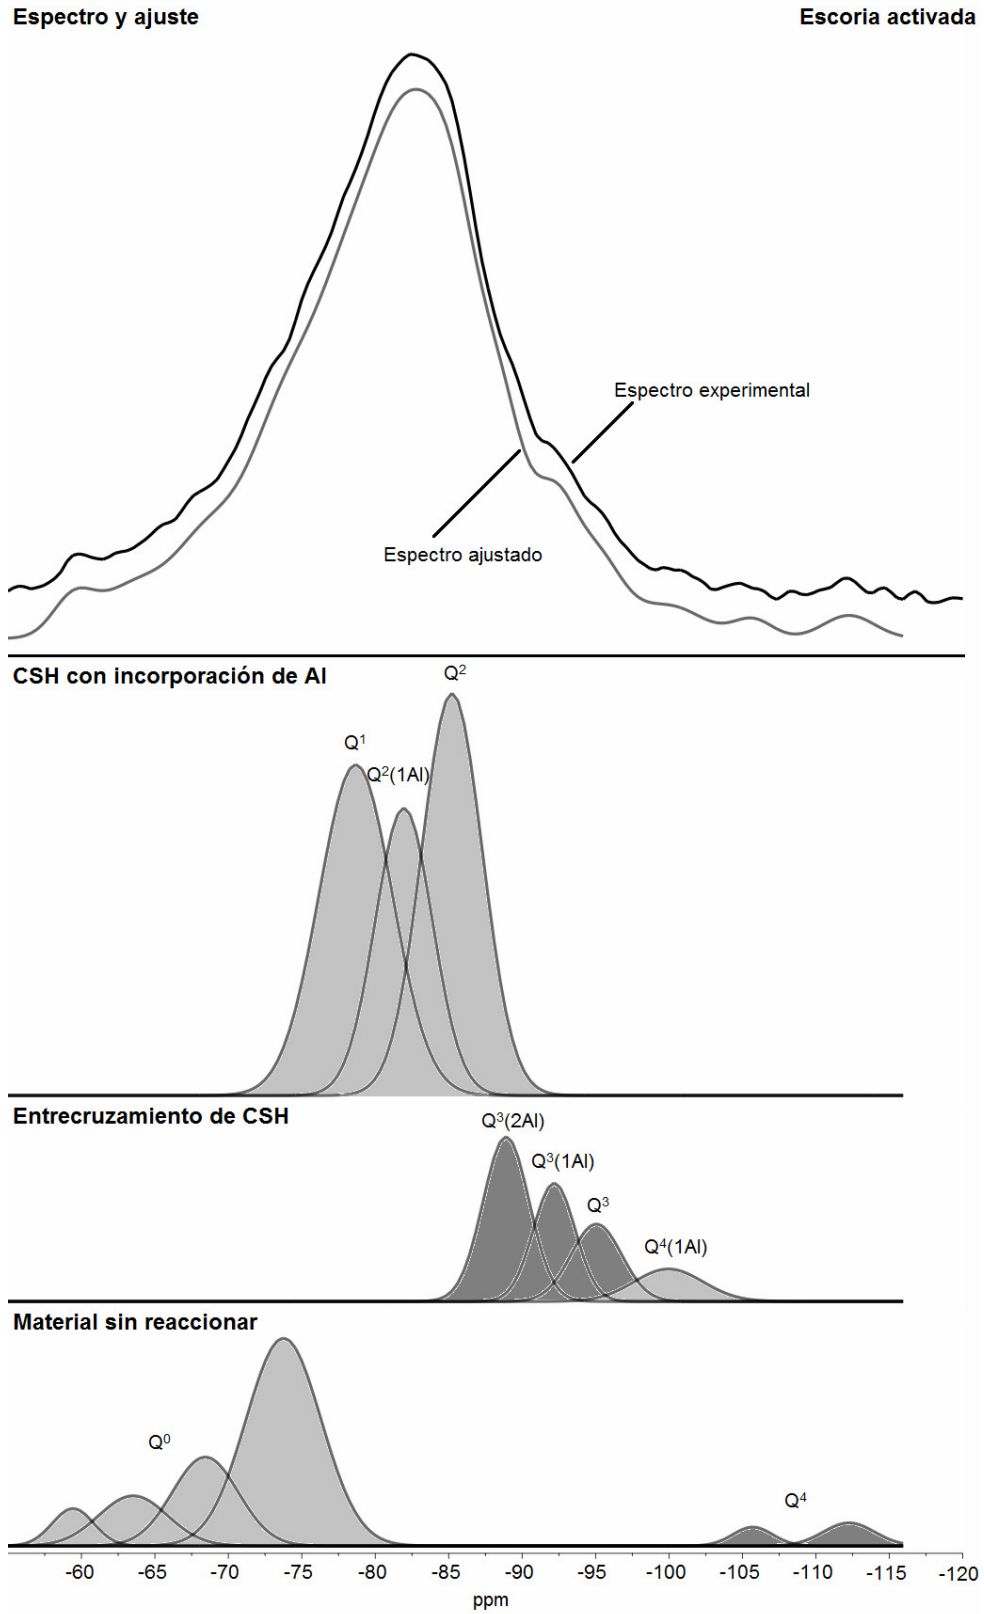 Espectro y ajuste
Escoria activada
Espectro experimental
Espectro ajustado
CSH con incorporación de Al
Q²
Q¹
Q²(1Al)
Entrecruzamiento de CSH
Q³(2Al)
Q³(1Al)
Q³
Q⁴(1Al)
Material sin reaccionar
Q⁰
Q⁴
-60 -65 -70 -75 -80 -85 -90 -95 -100 -105 -110 -115 -120
ppm